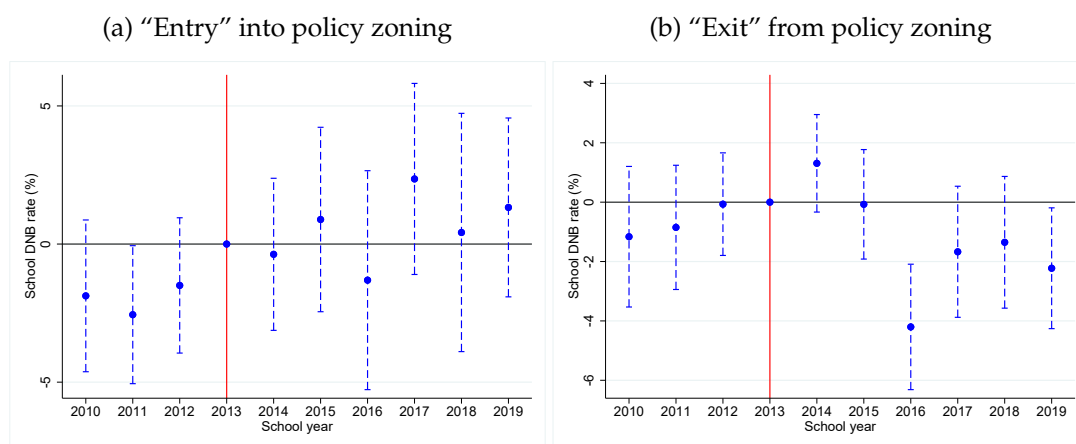 (a) “Entry” into policy zoning
School DNB rate (%)
5
0
-5
2010 2011 2012 2013 2014 2015 2016 2017 2018 2019
School year
(b) “Exit” from policy zoning
School DNB rate (%)
4
2
0
-2
-4
-6
2010 2011 2012 2013 2014 2015 2016 2017 2018 2019
School year